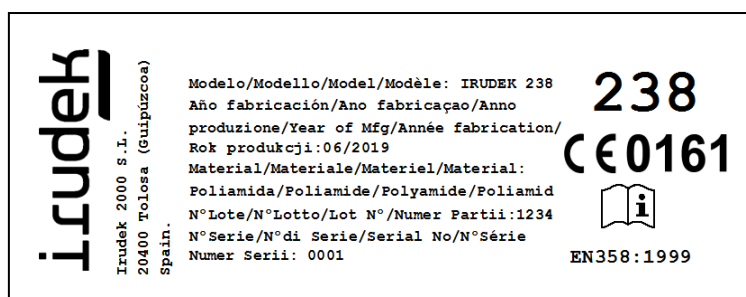 irudek
Irudek 2000 S.L.
20400 Tolosa (Guipúzcoa)
Spain.
Modelo/Modello/Model/Modèle: IRUDEK 238
Año fabricación/Ano fabricaçao/Anno
produzione/Year of Mfg/Année fabrication/
Rok produkcji:06/2019
Material/Materiale/Materiel/Material:
Poliamida/Poliamide/Polyamide/Poliamid
N°Lote/N°Lotto/Lot N°/Numer Partii:1234
N°Serie/N°di Serie/Serial No/N°Série
Numer Serii: 0001
238
CE0161
i
EN358:1999